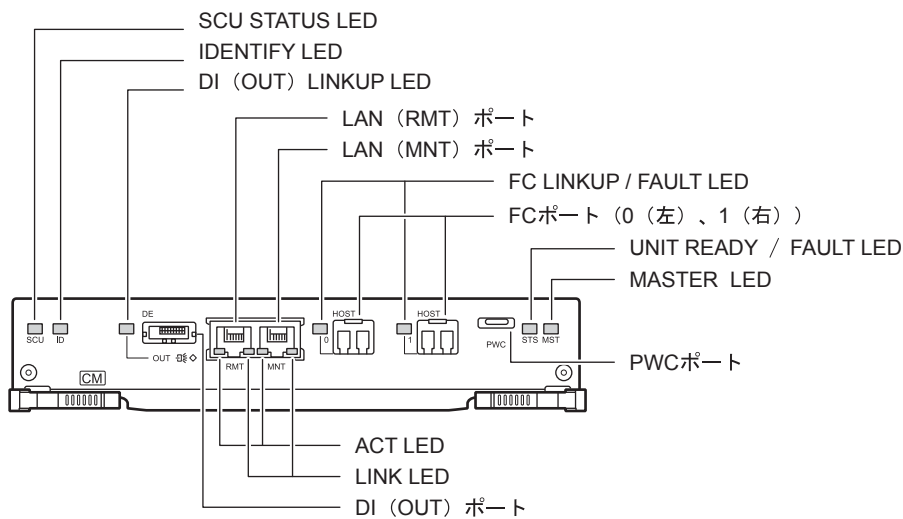 SCU STATUS LED
IDENTIFY LED
DI（OUT）LINKUP LED
LAN（RMT）ポート
LAN（MNT）ポート
FC LINKUP / FAULT LED
FCポート（0（左）、1（右））
UNIT READY ／ FAULT LED
MASTER LED
DE
HOST
HOST
SCU
ID
OUT
0
1
PWC
STS
MST
RMT
MNT
CM
PWCポート
ACT LED
LINK LED
DI（OUT）ポート